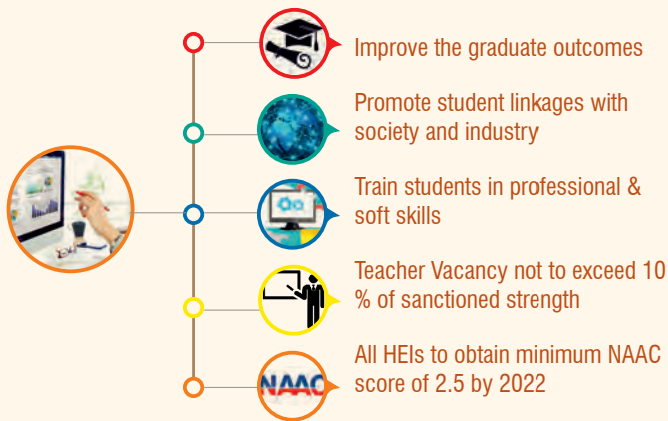 Improve the graduate outcomes
Promote student linkages with
society and industry
Train students in professional &
soft skills
Teacher Vacancy not to exceed 10
% of sanctioned strength
NAAC
All HEIs to obtain minimum NAAC
score of 2.5 by 2022